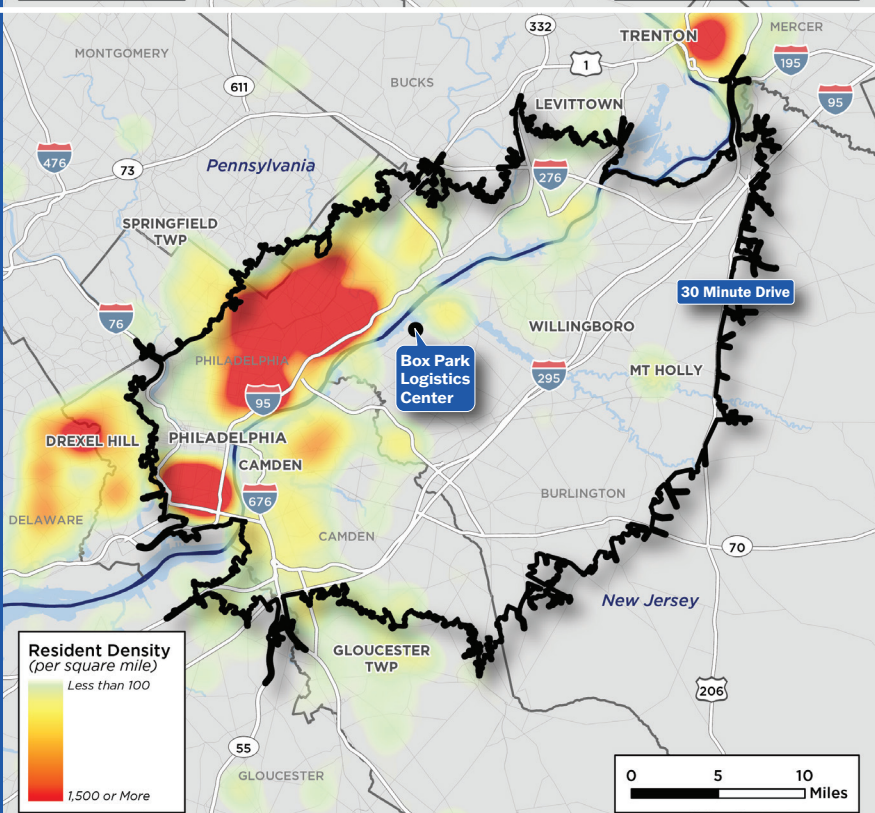 332
TRENTON
MERCER
MONTGOMERY
1
195
611
BUCKS
95
LEVITTOWN
476
73
Pennsylvania
276
SPRINGFIELD
TWP
30 Minute Drive
76
WILLINGBORO
PHILADELPHIA
Box Park
Logistics
Center
295
MT HOLLY
95
DREXEL HILL
PHILADELPHIA
CAMDEN
676
BURLINGTON
DELAWARE
CAMDEN
70
New Jersey
GLOUCESTER
TWP
206
55
GLOUCESTER
Resident Density
(per square mile)
Less than 100
1,500 or More
0 5 10
Miles